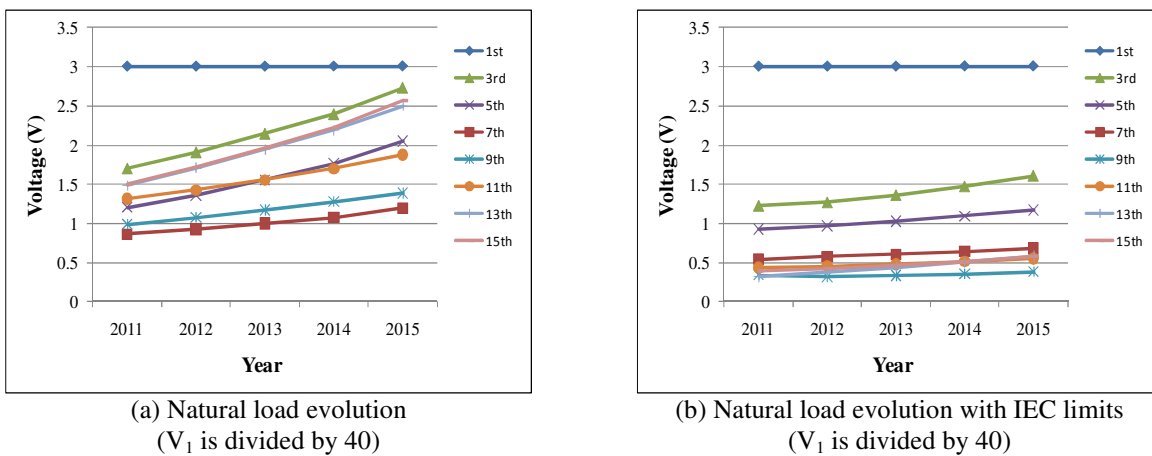 3.5
3
2.5
2
1.5
1
0.5
0
Voltage (V)
2011 2012 2013 2014 2015
Year
1st
3rd
5th
7th
9th
11th
13th
15th
(a) Natural load evolution
(V₁ is divided by 40)
3.5
3
2.5
2
1.5
1
0.5
0
Voltage (V)
2011 2012 2013 2014 2015
Year
1st
3rd
5th
7th
9th
11th
13th
15th
(b) Natural load evolution with IEC limits
(V₁ is divided by 40)